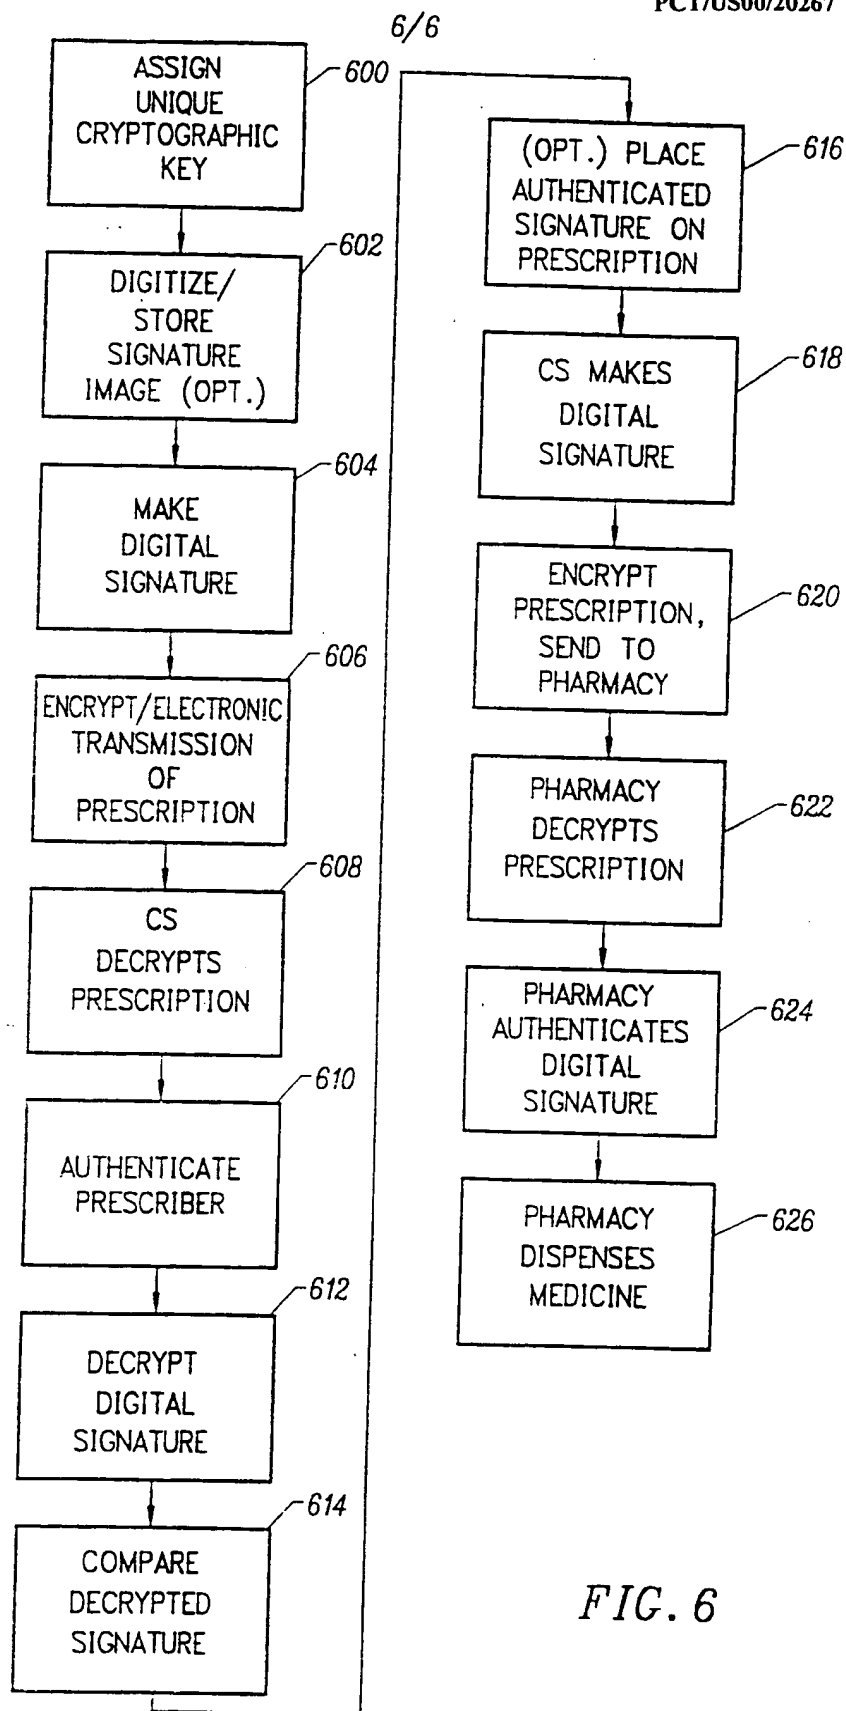 PCT/US00/20267
6/6
ASSIGN
UNIQUE
CRYPTOGRAPHIC
KEY
600
DIGITIZE/
STORE
SIGNATURE
IMAGE (OPT.)
602
MAKE
DIGITAL
SIGNATURE
604
ENCRYPT/ELECTRONIC
TRANSMISSION
OF
PRESCRIPTION
606
CS
DECRYPTS
PRESCRIPTION
608
AUTHENTICATE
PRESCRIBER
610
DECRYPT
DIGITAL
SIGNATURE
612
COMPARE
DECRYPTED
SIGNATURE
614
(OPT.) PLACE
AUTHENTICATED
SIGNATURE ON
PRESCRIPTION
616
CS MAKES
DIGITAL
SIGNATURE
618
ENCRYPT
PRESCRIPTION,
SEND TO
PHARMACY
620
PHARMACY
DECRYPTS
PRESCRIPTION
622
PHARMACY
AUTHENTICATES
DIGITAL
SIGNATURE
624
PHARMACY
DISPENSES
MEDICINE
626
FIG. 6